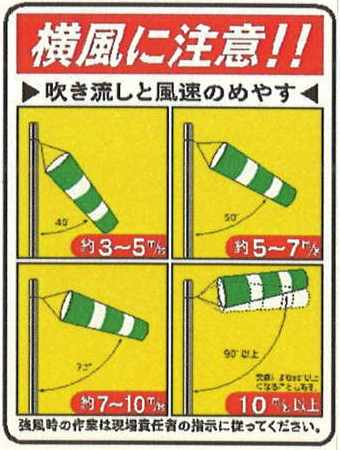 横風に注意!!
▶吹き流しと風速のめやす◀
40°
約3〜5m/s
50°
約5〜7m/s
約7〜10m/s
90°以上
10m/s以上
強風時の作業は現場責任者の指示に従ってください。